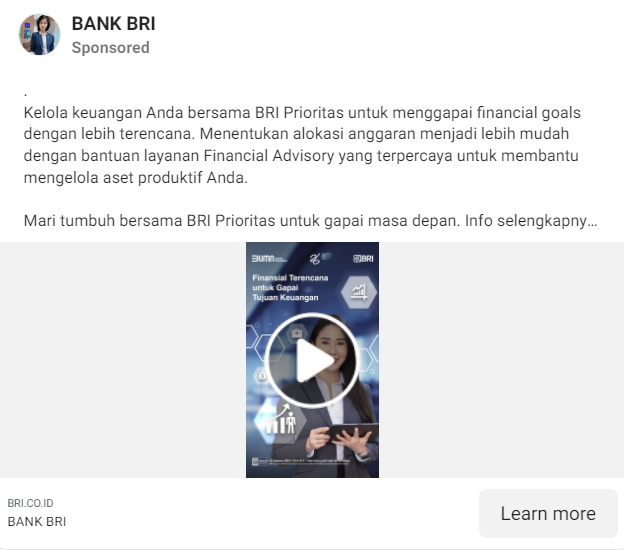 BANK BRI
Sponsored
.
Kelola keuangan Anda bersama BRI Prioritas untuk menggapai financial goals
dengan lebih terencana. Menentukan alokasi anggaran menjadi lebih mudah
dengan bantuan layanan Financial Advisory yang terpercaya untuk membantu
mengelola aset produktif Anda.
Mari tumbuh bersama BRI Prioritas untuk gapai masa depan. Info selengkapny...
BUMN
BRI
Finansial Terencana
untuk Gapai
Tujuan Keuangan
BRI.CO.ID
BANK BRI
Learn more